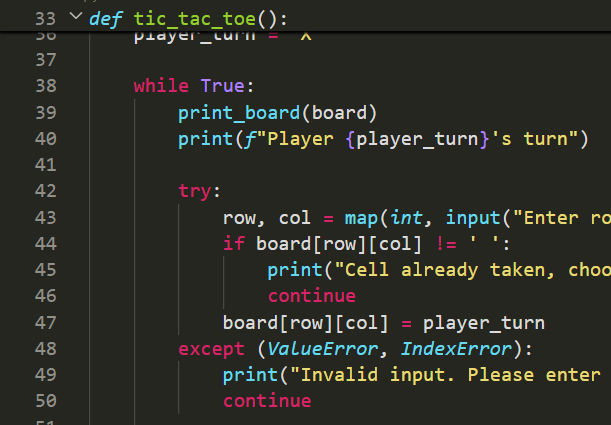 33 def tic_tac_toe():
36 player_turn = 'X'
37
38 while True:
39 print_board(board)
40 print(f"Player {player_turn}'s turn")
41
42 try:
43 row, col = map(int, input("Enter ro
44 if board[row][col] != ' ':
45 print("Cell already taken, choo
46 continue
47 board[row][col] = player_turn
48 except (ValueError, IndexError):
49 print("Invalid input. Please enter
50 continue